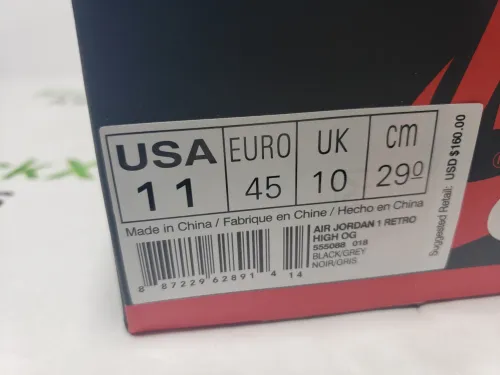 USA EURO UK cm
11 45 10 29⁰
Made in China / Fabrique en Chine / Hecho en China
AIR JORDAN 1 RETRO
HIGH OG
555088 018
BLACK/GREY
NOIR/GRIS
8 87229 62891 4 14
Suggested Retail: USD $160.00